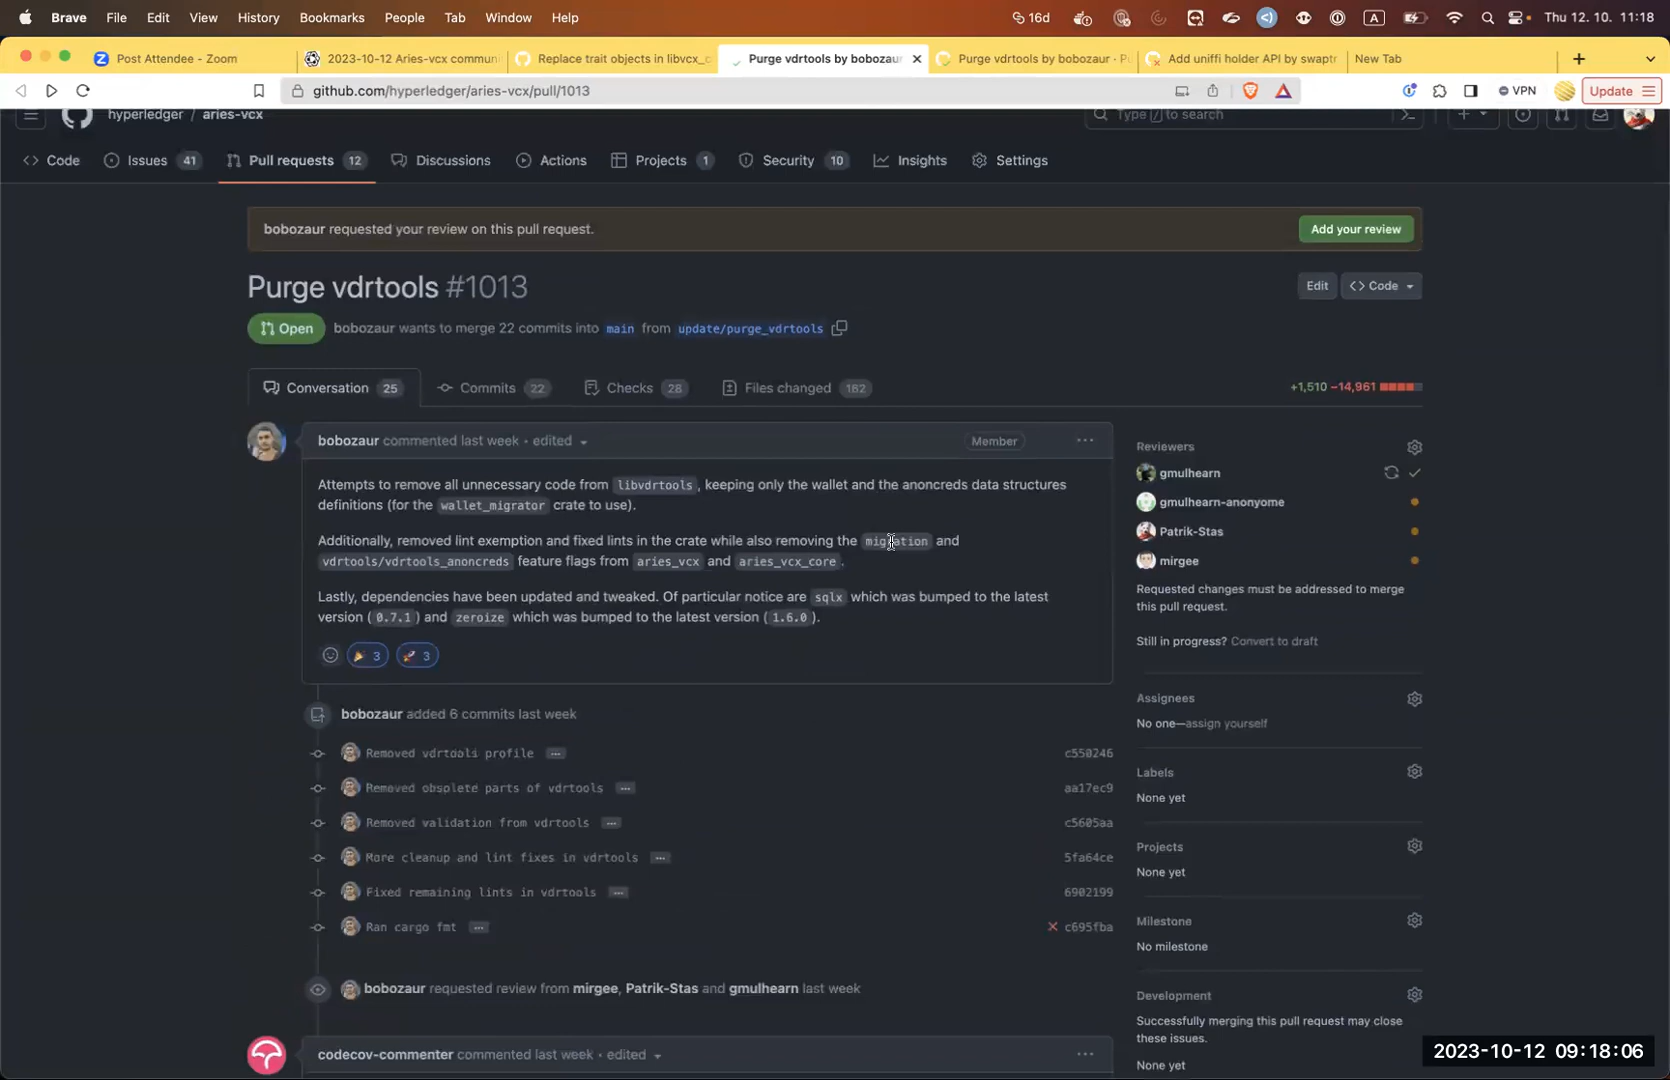 Brave File Edit View History Bookmarks People Tab Window Help 16d A Thu 12. 10. 11:18
Post Attendee - Zoom 2023-10-12 Aries-vcx commun Replace trait objects in libvcx_c Purge vdrtools by bobozaur Purge vdrtools by bobozaur · P Add uniffi holder API by swaptr New Tab
github.com/hyperledger/aries-vcx/pull/1013 VPN Update
hyperledger / aries-vcx Type / to search
Code Issues 41 Pull requests 12 Discussions Actions Projects 1 Security 10 Insights Settings
bobozaur requested your review on this pull request. Add your review
Purge vdrtools #1013 Edit Code
Open bobozaur wants to merge 22 commits into main from update/purge_vdrtools
Conversation 25 Commits 22 Checks 28 Files changed 162 +1,510 −14,961
bobozaur commented last week • edited Member
Attempts to remove all unnecessary code from libvdrtools, keeping only the wallet and the anoncreds data structures
definitions (for the wallet_migrator crate to use).
Additionally, removed lint exemption and fixed lints in the crate while also removing the migration and
vdrtools/vdrtools_anoncreds feature flags from aries_vcx and aries_vcx_core.
Lastly, dependencies have been updated and tweaked. Of particular notice are sqlx which was bumped to the latest
version (0.7.1) and zeroize which was bumped to the latest version (1.6.0).
3 3
bobozaur added 6 commits last week
Removed vdrtools profile c550246
Removed obsolete parts of vdrtools aa17ec9
Removed validation from vdrtools c5605aa
More cleanup and lint fixes in vdrtools 5fa64ce
Fixed remaining lints in vdrtools 6902199
Ran cargo fmt c695fba
bobozaur requested review from mirgee, Patrik-Stas and gmulhearn last week
codecov-commenter commented last week • edited
Reviewers
gmulhearn
gmulhearn-anonyome
Patrik-Stas
mirgee
Requested changes must be addressed to merge
this pull request.
Still in progress? Convert to draft
Assignees
No one—assign yourself
Labels
None yet
Projects
None yet
Milestone
No milestone
Development
Successfully merging this pull request may close
these issues.
None yet
2023-10-12 09:18:06